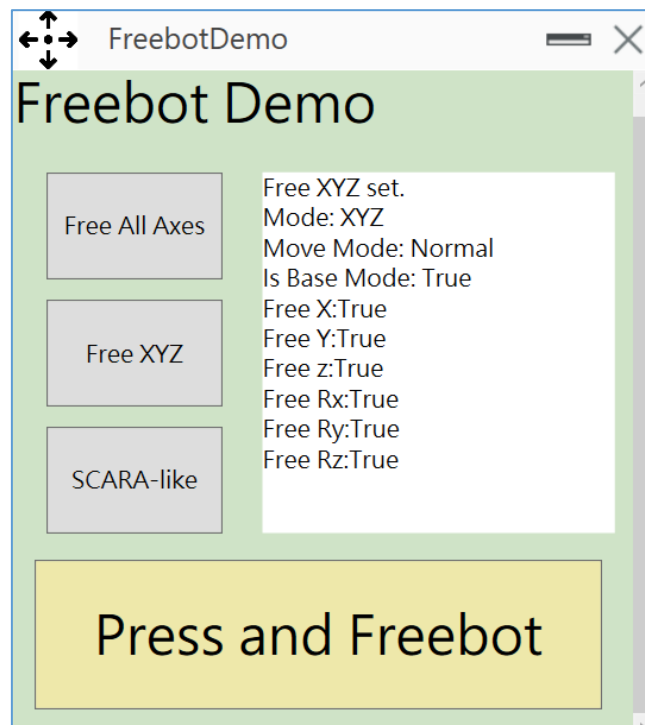 FreebotDemo
Freebot Demo
Free All Axes
Free XYZ
SCARA-like
Free XYZ set.
Mode: XYZ
Move Mode: Normal
Is Base Mode: True
Free X:True
Free Y:True
Free z:True
Free Rx:True
Free Ry:True
Free Rz:True
Press and Freebot